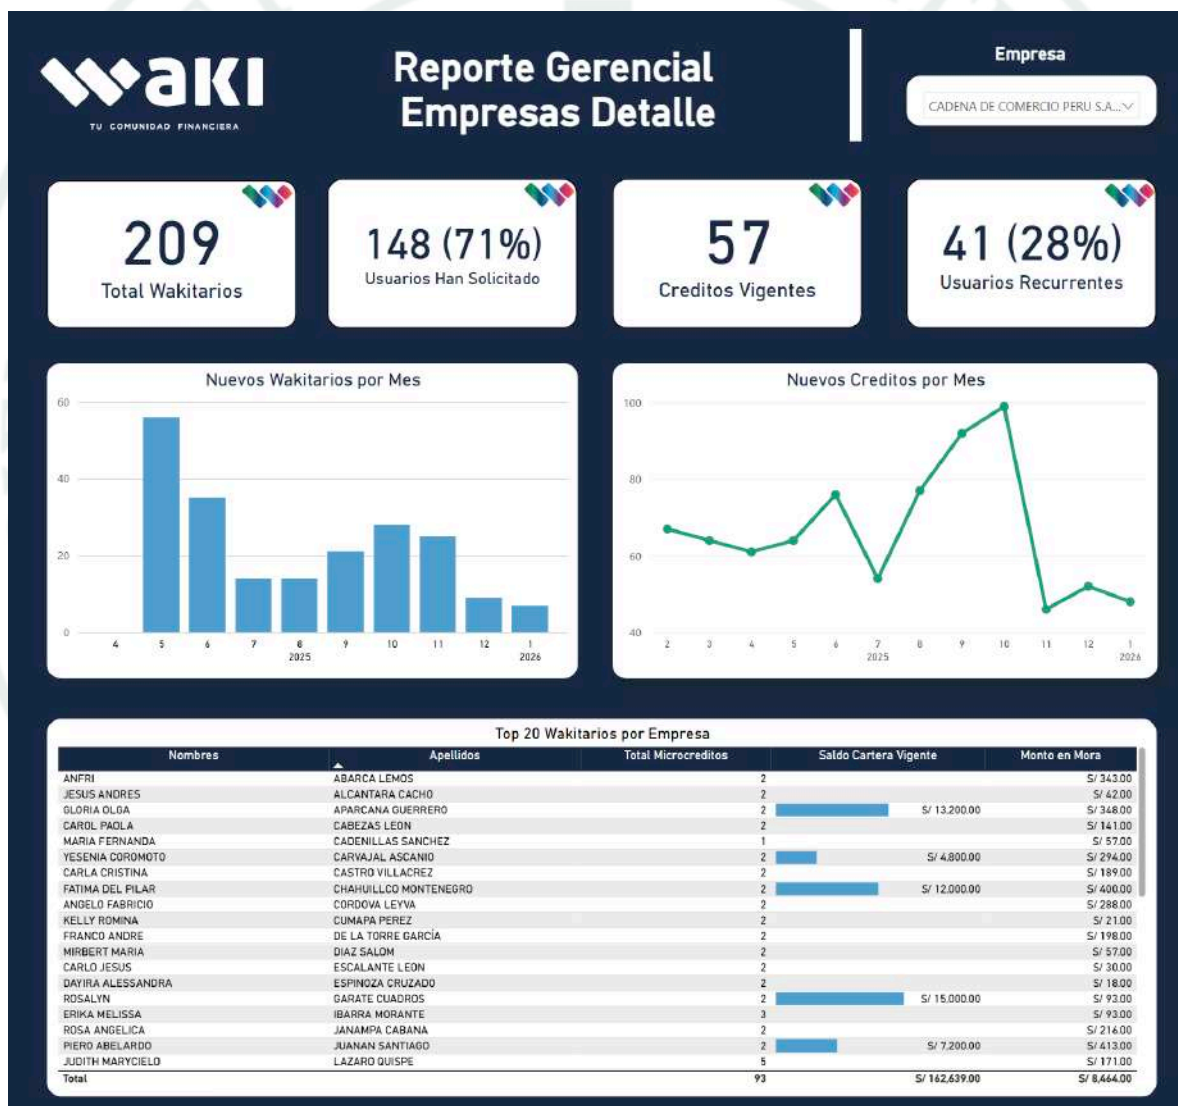 waki
TU COMUNIDAD FINANCIERA
Reporte Gerencial
Empresas Detalle
Empresa
CADENA DE COMERCIO PERU S.A...
209
Total Wakitarios
148 (71%)
Usuarios Han Solicitado
57
Creditos Vigentes
41 (28%)
Usuarios Recurrentes
Nuevos Wakitarios por Mes
60
40
20
0
4 5 6 7 8 9 10 11 12 1
2025 2026
Nuevos Creditos por Mes
100
80
60
40
2 3 4 5 6 7 8 9 10 11 12 1
2025 2026
Top 20 Wakitarios por Empresa
Nombres Apellidos Total Microcreditos Saldo Cartera Vigente Monto en Mora
ANFRI ABARCA LEMOS 2 S/ 343.00
JESUS ANDRES ALCANTARA CACHO 2 S/ 42.00
GLORIA OLGA APARCANA GUERRERO 2 S/ 13,200.00 S/ 348.00
CAROL PAOLA CABEZAS LEON 2 S/ 141.00
MARIA FERNANDA CADENILLAS SANCHEZ 1 S/ 57.00
YESENIA COROMOTO CARVAJAL ASCANIO 2 S/ 4,800.00 S/ 294.00
CARLA CRISTINA CASTRO VILLACREZ 2 S/ 189.00
FATIMA DEL PILAR CHAHUILLCO MONTENEGRO 2 S/ 12,000.00 S/ 400.00
ANGELO FABRICIO CORDOVA LEYVA 2 S/ 288.00
KELLY ROMINA CUMAPA PEREZ 2 S/ 21.00
FRANCO ANDRE DE LA TORRE GARCÍA 2 S/ 198.00
MIRBERT MARIA DIAZ SALOM 2 S/ 57.00
CARLO JESUS ESCALANTE LEON 2 S/ 30.00
DAYIRA ALESSANDRA ESPINOZA CRUZADO 2 S/ 18.00
ROSALYN GARATE CUADROS 2 S/ 15,000.00 S/ 93.00
ERIKA MELISSA IBARRA MORANTE 3 S/ 93.00
ROSA ANGELICA JANAMPA CABANA 2 S/ 216.00
PIERO ABELARDO JUANAN SANTIAGO 2 S/ 7,200.00 S/ 413.00
JUDITH MARYCIELO LAZARO QUISPE 5 S/ 171.00
Total 93 S/ 162,639.00 S/ 8,464.00